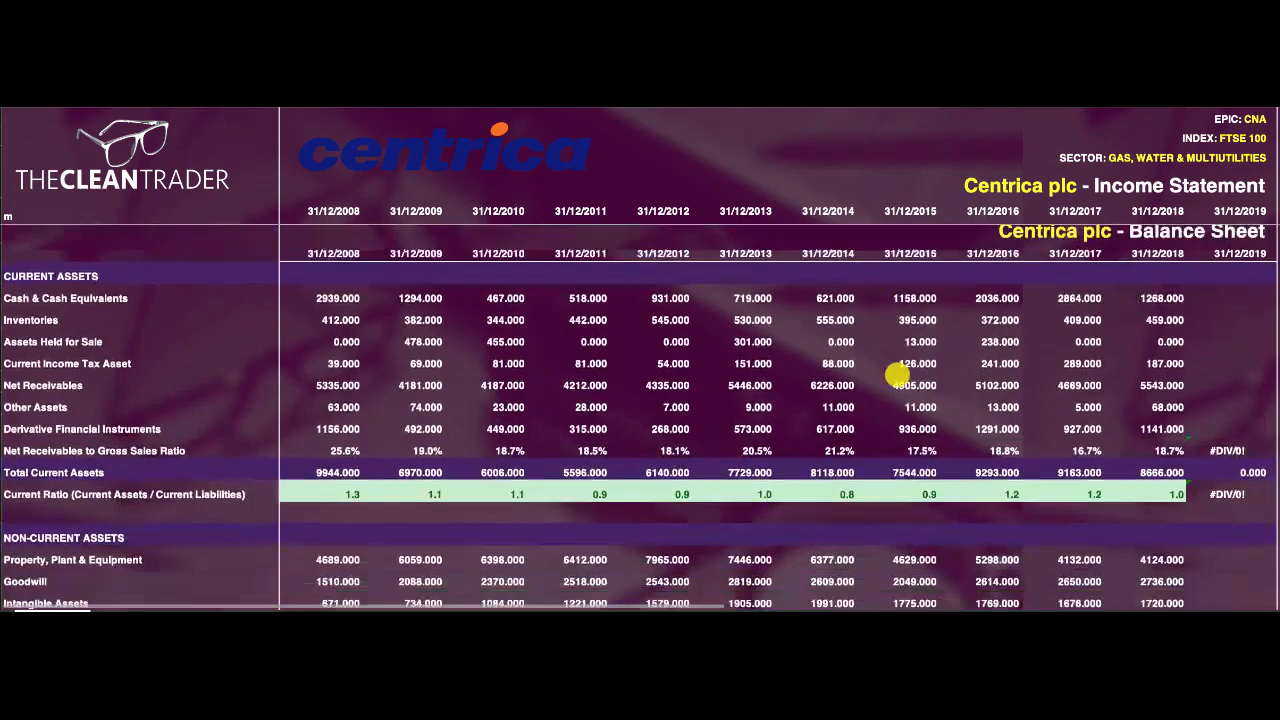 THECLEANTRADER
centrica
EPIC: CNA
INDEX: FTSE 100
SECTOR: GAS, WATER & MULTIUTILITIES
Centrica plc - Income Statement
m 31/12/2008 31/12/2009 31/12/2010 31/12/2011 31/12/2012 31/12/2013 31/12/2014 31/12/2015 31/12/2016 31/12/2017 31/12/2018 31/12/2019
Centrica plc - Balance Sheet
31/12/2008 31/12/2009 31/12/2010 31/12/2011 31/12/2012 31/12/2013 31/12/2014 31/12/2015 31/12/2016 31/12/2017 31/12/2018 31/12/2019
CURRENT ASSETS
Cash & Cash Equivalents 2939.000 1294.000 467.000 518.000 931.000 719.000 621.000 1158.000 2036.000 2864.000 1268.000
Inventories 412.000 382.000 344.000 442.000 545.000 530.000 555.000 395.000 372.000 409.000 459.000
Assets Held for Sale 0.000 478.000 455.000 0.000 0.000 301.000 0.000 13.000 238.000 0.000 0.000
Current Income Tax Asset 39.000 69.000 81.000 81.000 54.000 151.000 88.000 126.000 241.000 289.000 187.000
Net Receivables 5335.000 4181.000 4187.000 4212.000 4335.000 5446.000 6226.000 4905.000 5102.000 4669.000 5543.000
Other Assets 63.000 74.000 23.000 28.000 7.000 9.000 11.000 11.000 13.000 5.000 68.000
Derivative Financial Instruments 1156.000 492.000 449.000 315.000 268.000 573.000 617.000 936.000 1291.000 927.000 1141.000
Net Receivables to Gross Sales Ratio 25.6% 19.0% 18.7% 18.5% 18.1% 20.5% 21.2% 17.5% 18.8% 16.7% 18.7% #DIV/0!
Total Current Assets 9944.000 6970.000 6006.000 5596.000 6140.000 7729.000 8118.000 7544.000 9293.000 9163.000 8666.000 0.000
Current Ratio (Current Assets / Current Liabilities) 1.3 1.1 1.1 0.9 0.9 1.0 0.8 0.9 1.2 1.2 1.0 #DIV/0!
NON-CURRENT ASSETS
Property, Plant & Equipment 4689.000 6059.000 6398.000 6412.000 7965.000 7446.000 6377.000 4629.000 5298.000 4132.000 4124.000
Goodwill 1510.000 2088.000 2370.000 2518.000 2543.000 2819.000 2609.000 2049.000 2614.000 2650.000 2736.000
Intangible Assets 671.000 734.000 1084.000 1221.000 1579.000 1905.000 1991.000 1775.000 1769.000 1676.000 1720.000